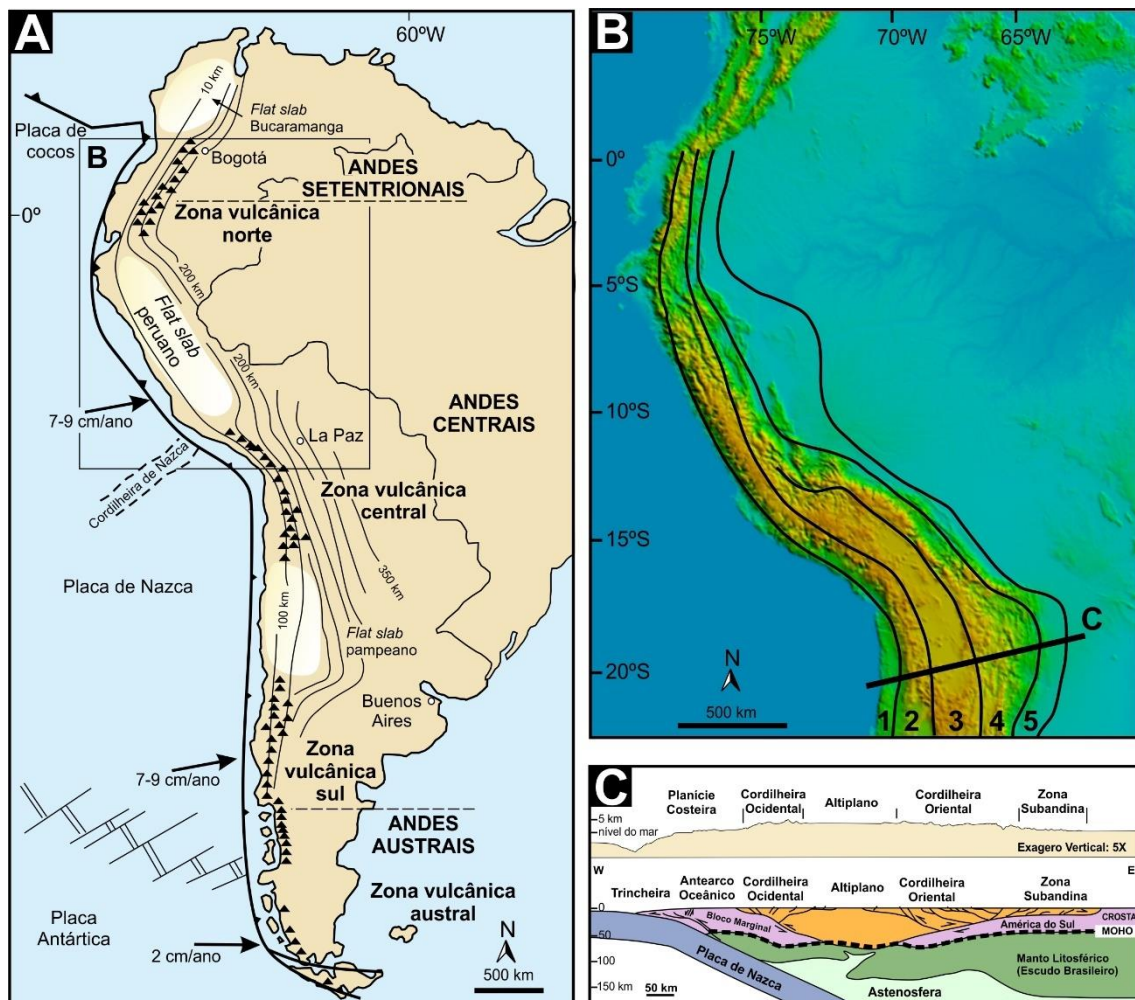 A
60ºW
10 km
Flat slab
Bucaramanga
Placa de
cocos
B
Bogotá
ANDES
SETENTRIONAIS
0º
Zona vulcânica
norte
200 km
Flat slab
peruano
200 km
7-9 cm/ano
ANDES
CENTRAIS
La Paz
Cordilheira de Nazca
Zona vulcânica
central
Placa de Nazca
350 km
100 km
Flat slab
pampeano
Buenos
Aires
7-9 cm/ano
Zona
vulcânica
sul
ANDES
AUSTRAIS
Zona vulcânica
austral
Placa
Antártica
2 cm/ano
N
500 km
B
75ºW
70ºW
65ºW
0º
5ºS
10ºS
15ºS
20ºS
C
N
500 km
1 2 3 4 5
C
Planície
Costeira
Cordilheira
Ocidental
Altiplano
Cordilheira
Oriental
Zona
Subandina
5 km
nível do mar
Exagero Vertical: 5X
W
E
Trincheira
Antearco
Oceânico
Cordilheira
Ocidental
Altiplano
Cordilheira
Oriental
Zona
Subandina
0
50
100
150 km
Bloco Marginal
América do Sul
CROSTA
MOHO
Placa de Nazca
Manto Litosférico
(Escudo Brasileiro)
Astenosfera
50 km